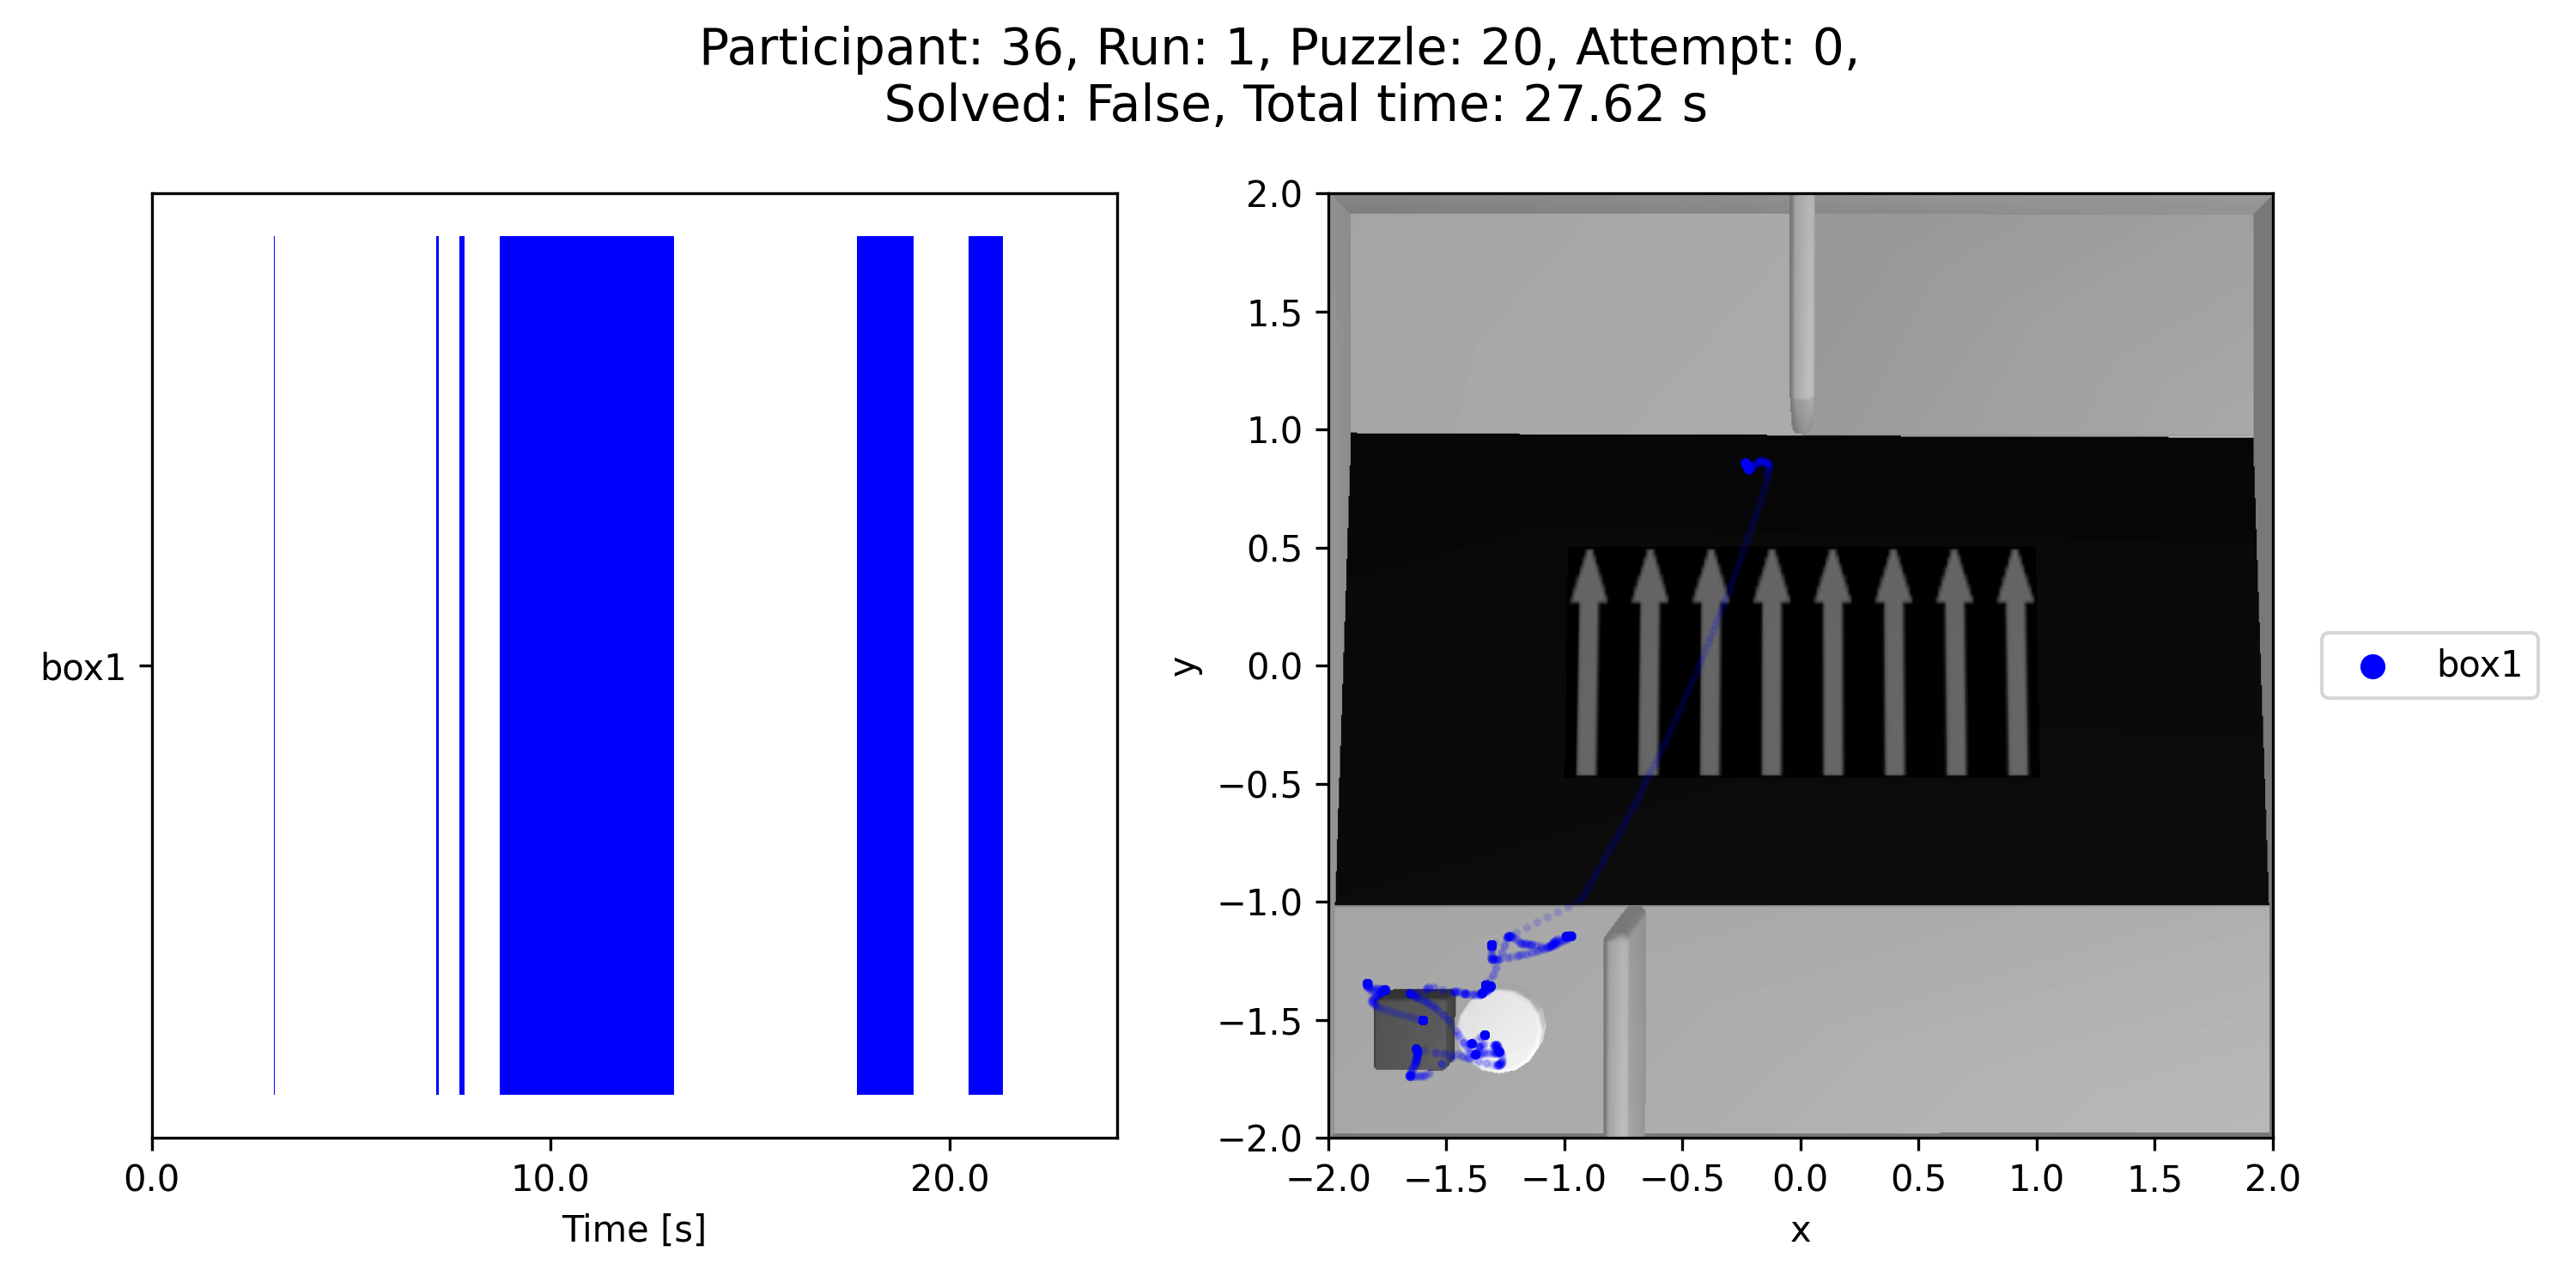 Participant: 36, Run: 1, Puzzle: 20, Attempt: 0,
Solved: False, Total time: 27.62 s
box1
0.0 10.0 20.0
Time [s]
2.0
1.5
1.0
0.5
0.0
−0.5
−1.0
−1.5
−2.0
y
−2.0 −1.5 −1.0 −0.5 0.0 0.5 1.0 1.5 2.0
x
box1